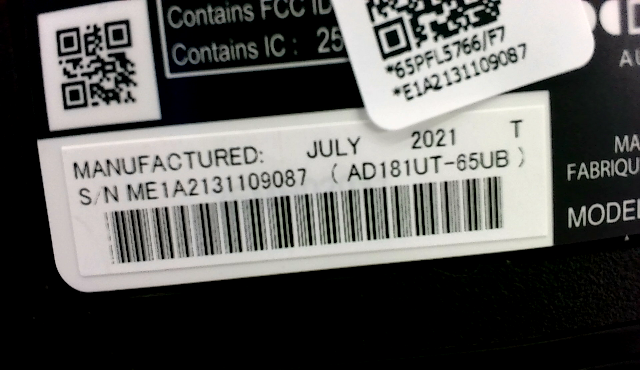 Contains FCC ID
Contains IC : 25
*65PFL5766/F7
*E1A2131109087
AU
MANUFACTURED: JULY 2021 T
S/N ME1A2131109087 ( AD181UT-65UB )
MA
FABRIQU
MODEL